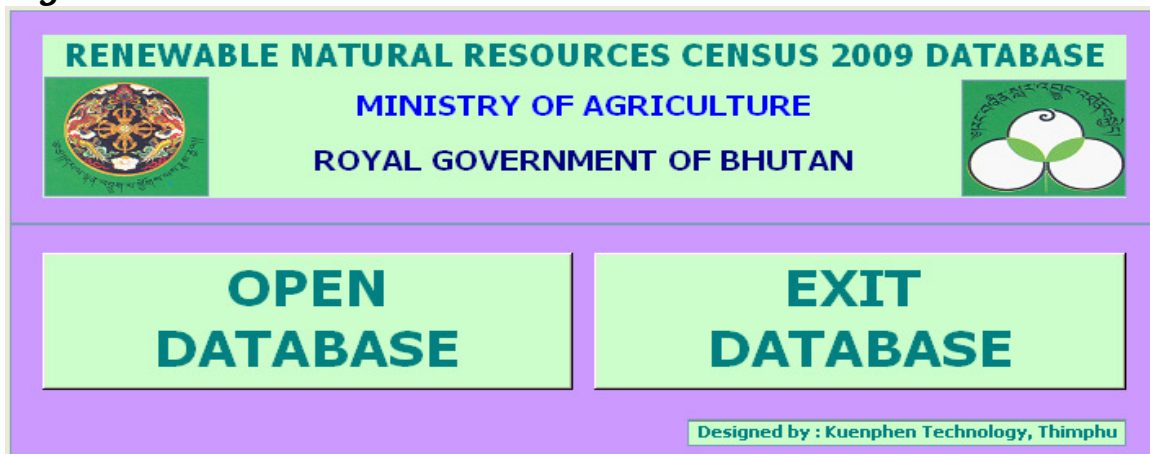 RENEWABLE NATURAL RESOURCES CENSUS 2009 DATABASE
MINISTRY OF AGRICULTURE
ROYAL GOVERNMENT OF BHUTAN
OPEN
DATABASE
EXIT
DATABASE
Designed by : Kuenphen Technology, Thimphu